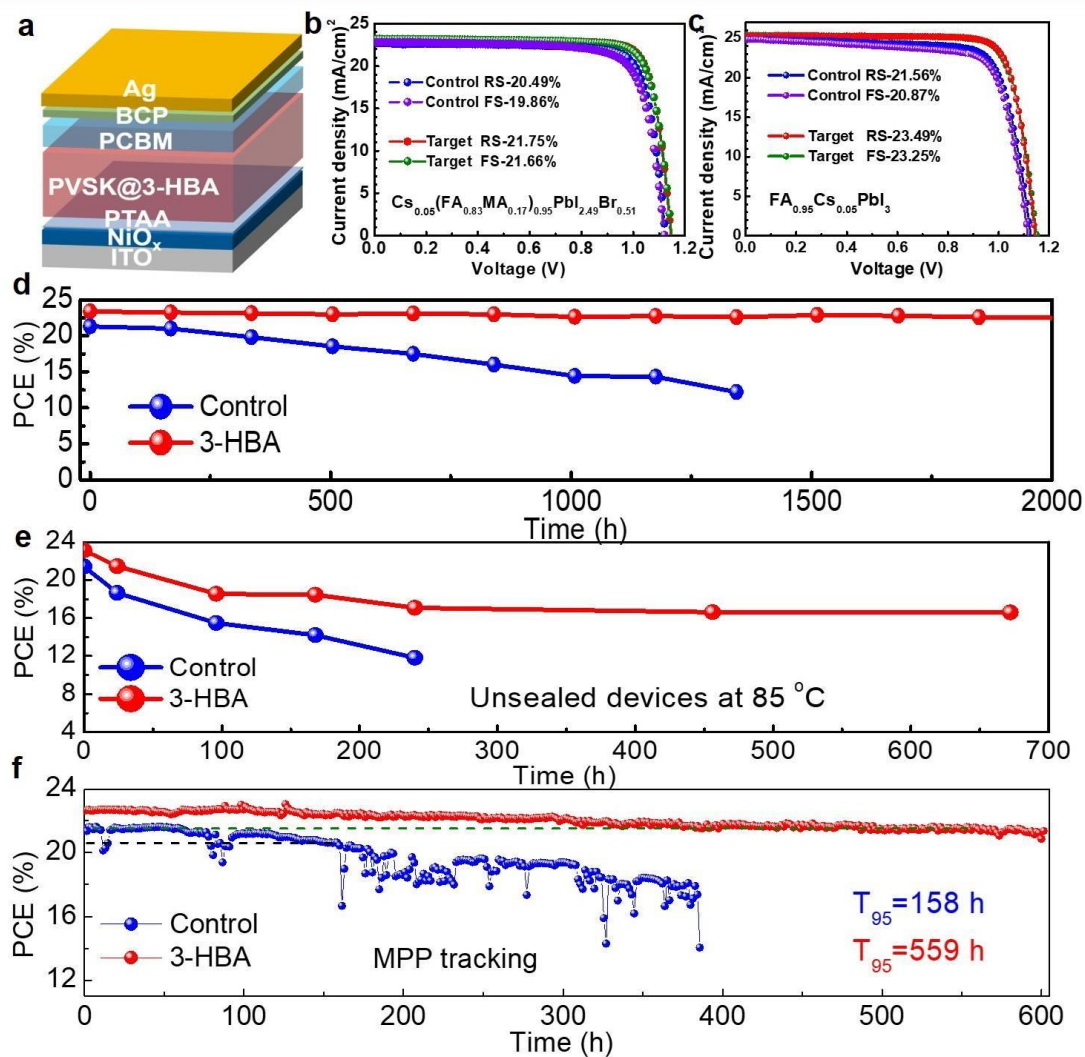 a
Ag
BCP
PCBM
PVSK@3-HBA
PTAA
NiOₓ
ITO
b
Current density (mA/cm)²
25
20
15
10
5
0
Control RS-20.49%
Control FS-19.86%
Target RS-21.75%
Target FS-21.66%
Cs₀.₀₅(FA₀.₈₃MA₀.₁₇)₀.₉₅PbI₂.₄₉Br₀.₅₁
0.0 0.2 0.4 0.6 0.8 1.0 1.2
Voltage (V)
c
Current density (mA/cm)
25
20
15
10
5
0
Control RS-21.56%
Control FS-20.87%
Target RS-23.49%
Target FS-23.25%
FA₀.₉₅Cs₀.₀₅PbI₃
0.0 0.2 0.4 0.6 0.8 1.0 1.2
Voltage (V)
d
PCE (%)
25
20
15
10
5
0
Control
3-HBA
0 500 1000 1500 2000
Time (h)
e
PCE (%)
24
20
16
12
8
4
Control
3-HBA
Unsealed devices at 85 °C
0 100 200 300 400 500 600 700
Time (h)
f
PCE (%)
24
20
16
12
Control
3-HBA
MPP tracking
T₉₅=158 h
T₉₅=559 h
0 100 200 300 400 500 600
Time (h)